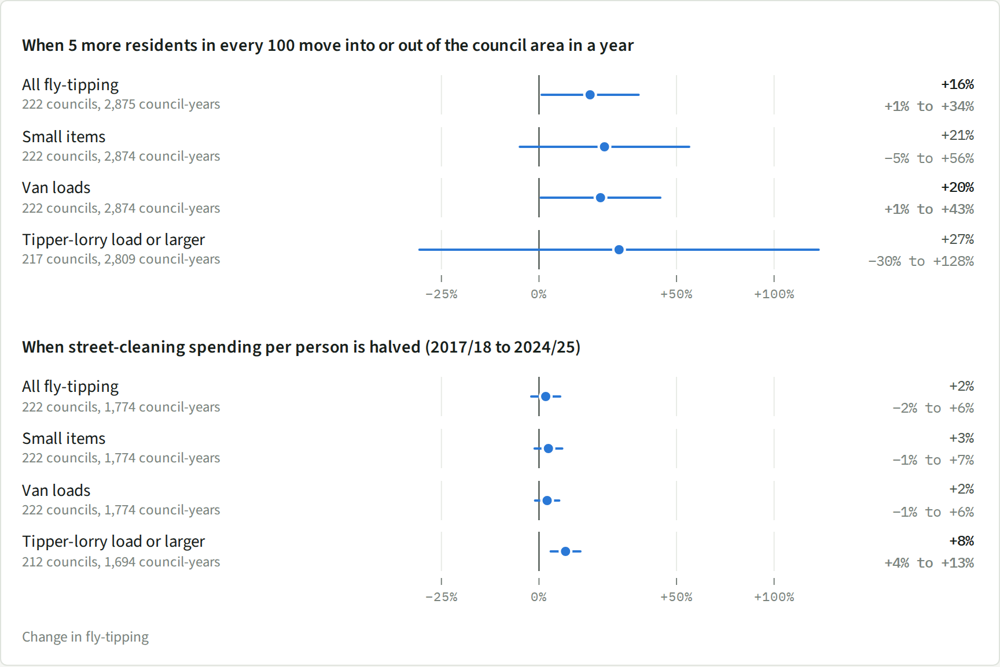 When 5 more residents in every 100 move into or out of the council area in a year
All fly-tipping
+16%
222 councils, 2,875 council-years
+1% to +34%
Small items
+21%
222 councils, 2,874 council-years
−5% to +56%
Van loads
+20%
222 councils, 2,874 council-years
+1% to +43%
Tipper-lorry load or larger
+27%
217 councils, 2,809 council-years
−30% to +128%
−25% 0% +50% +100%
When street-cleaning spending per person is halved (2017/18 to 2024/25)
All fly-tipping
+2%
222 councils, 1,774 council-years
−2% to +6%
Small items
+3%
222 councils, 1,774 council-years
−1% to +7%
Van loads
+2%
222 councils, 1,774 council-years
−1% to +6%
Tipper-lorry load or larger
+8%
212 councils, 1,694 council-years
+4% to +13%
−25% 0% +50% +100%
Change in fly-tipping